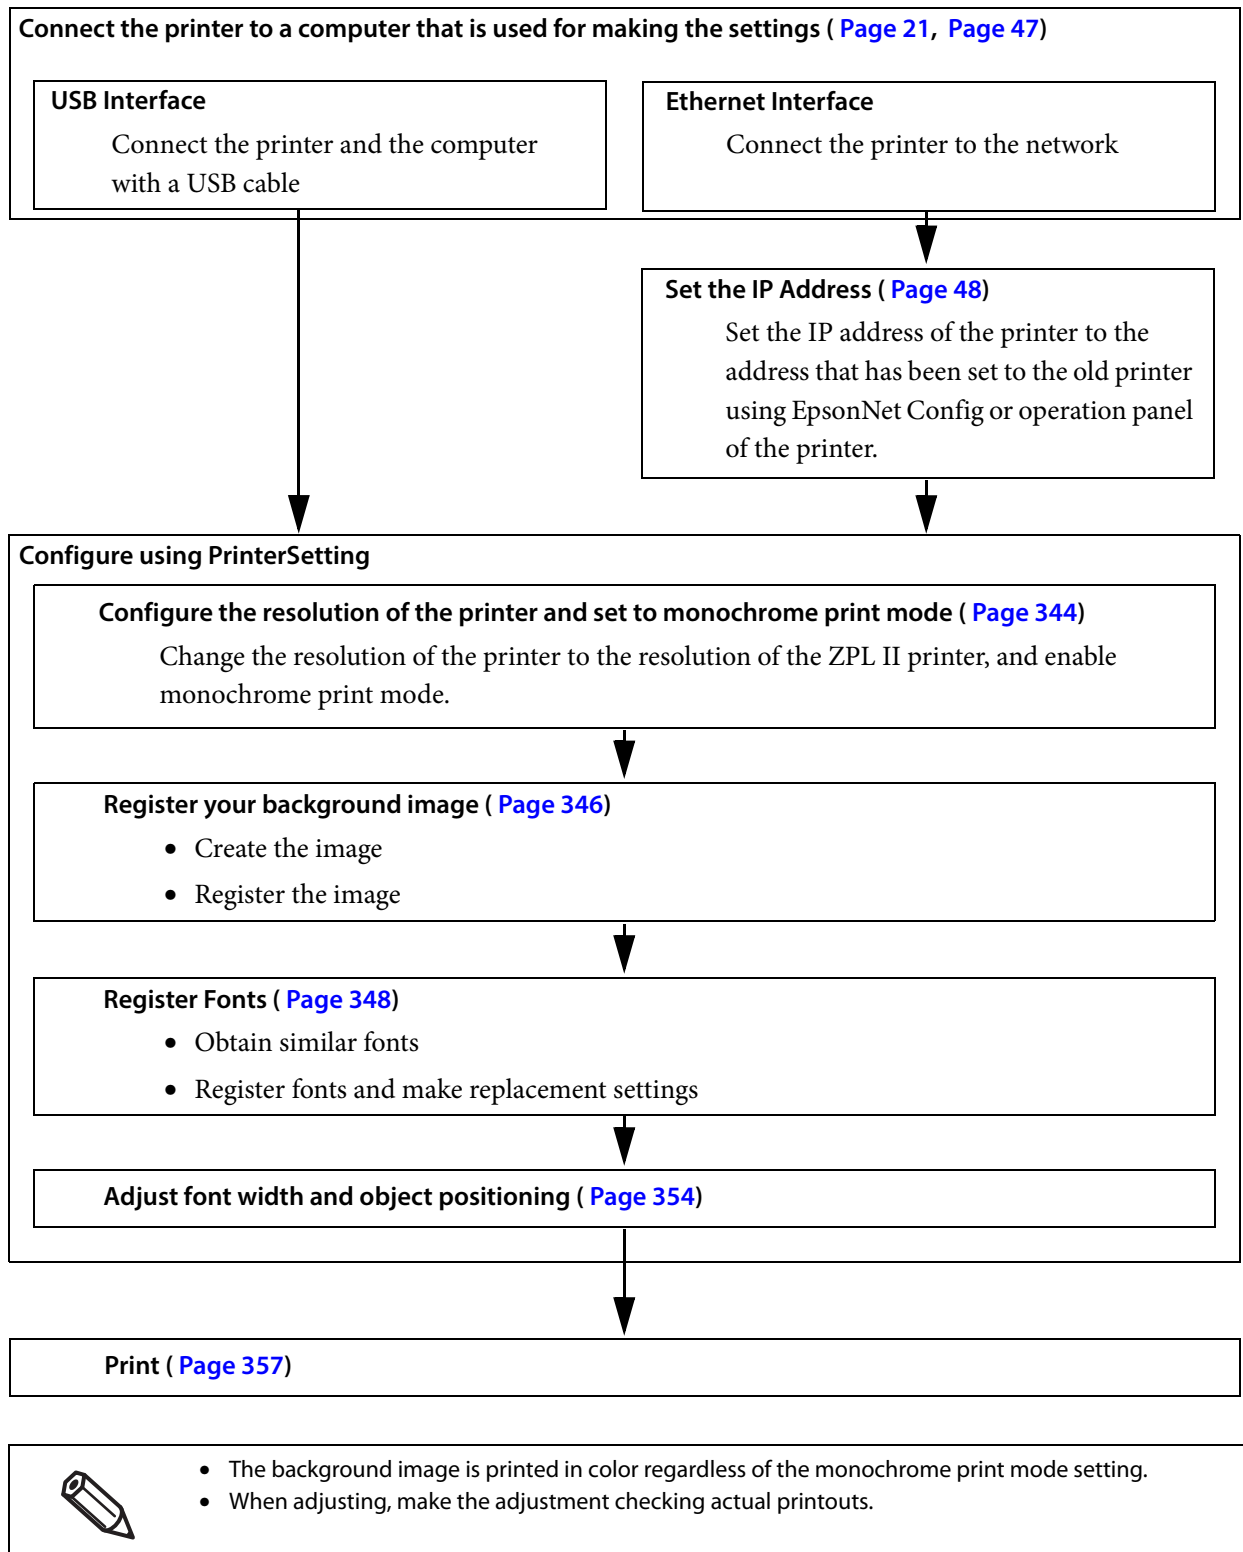 Connect the printer to a computer that is used for making the settings ( Page 21, Page 47)
USB Interface
Connect the printer and the computer
with a USB cable
Ethernet Interface
Connect the printer to the network
Set the IP Address ( Page 48)
Set the IP address of the printer to the
address that has been set to the old printer
using EpsonNet Config or operation panel
of the printer.
Configure using PrinterSetting
Configure the resolution of the printer and set to monochrome print mode ( Page 344)
Change the resolution of the printer to the resolution of the ZPL II printer, and enable
monochrome print mode.
Register your background image ( Page 346)
• Create the image
• Register the image
Register Fonts ( Page 348)
• Obtain similar fonts
• Register fonts and make replacement settings
Adjust font width and object positioning ( Page 354)
Print ( Page 357)
• The background image is printed in color regardless of the monochrome print mode setting.
• When adjusting, make the adjustment checking actual printouts.